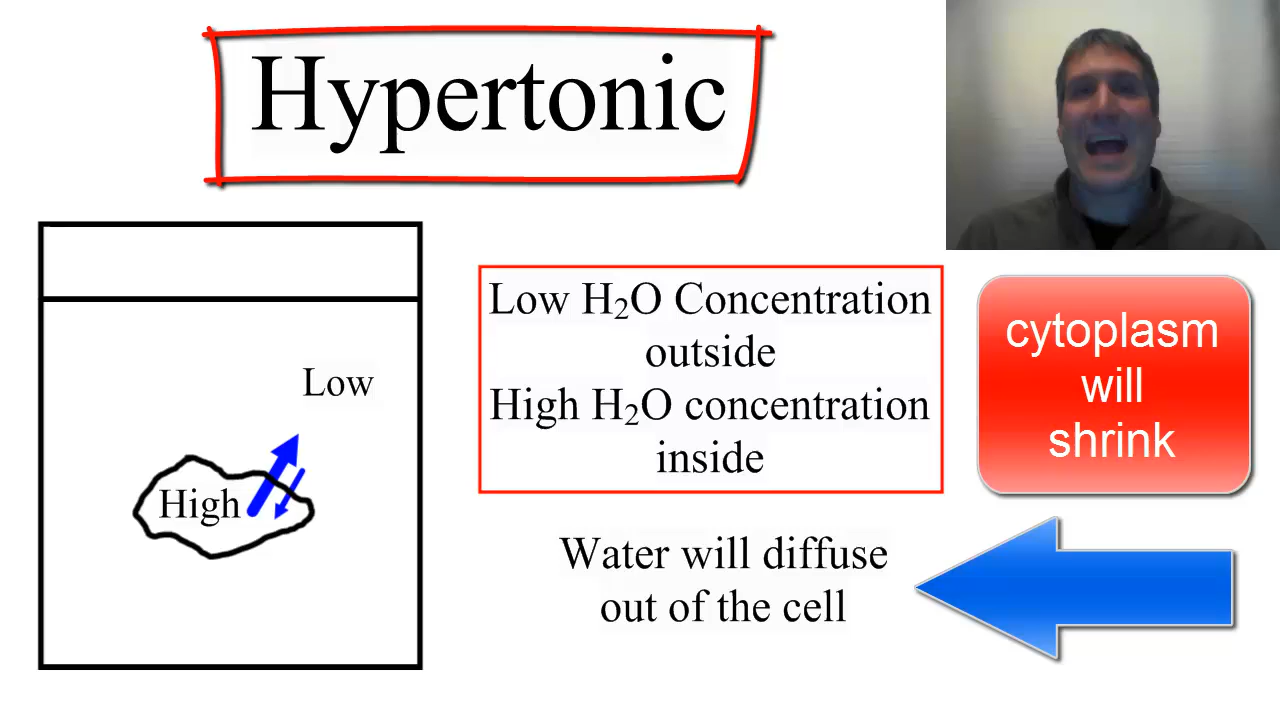 Hypertonic
Low
High
Low H₂O Concentration
outside
High H₂O concentration
inside
cytoplasm
will
shrink
Water will diffuse
out of the cell